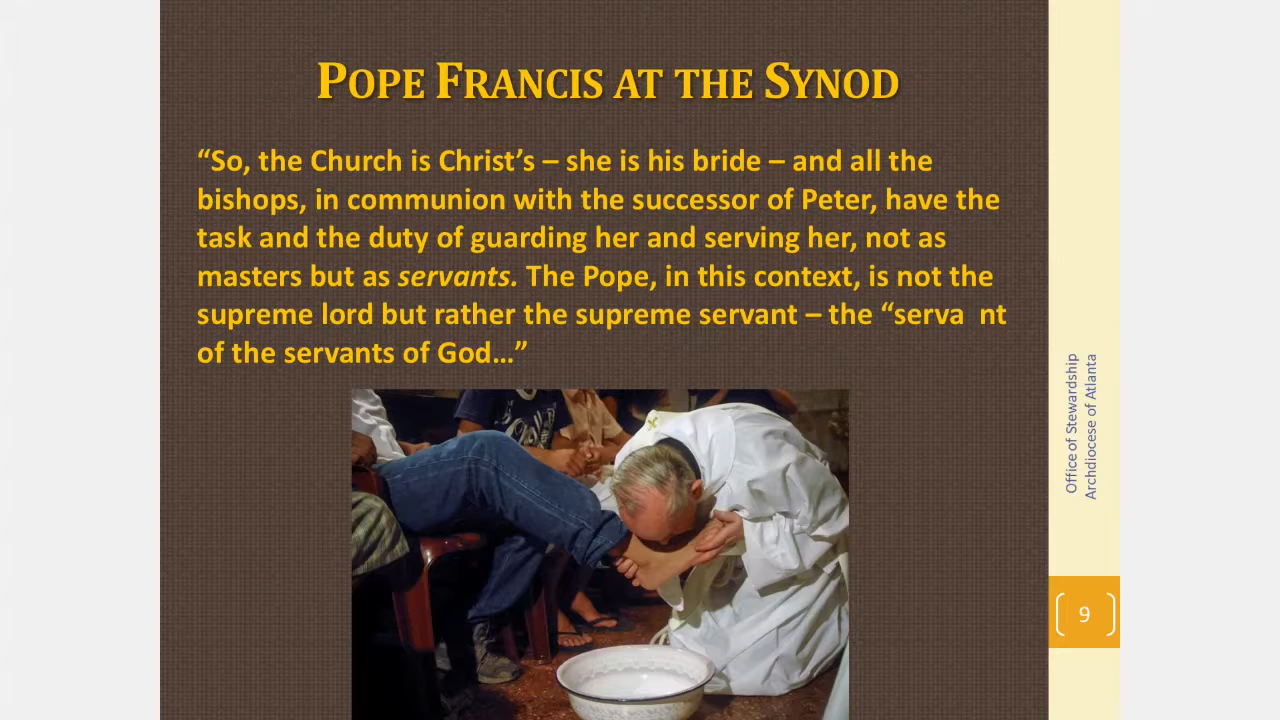 POPE FRANCIS AT THE SYNOD
“So, the Church is Christ’s – she is his bride – and all the
bishops, in communion with the successor of Peter, have the
task and the duty of guarding her and serving her, not as
masters but as servants. The Pope, in this context, is not the
supreme lord but rather the supreme servant – the “serva nt
of the servants of God…”
Office of Stewardship
Archdiocese of Atlanta
9